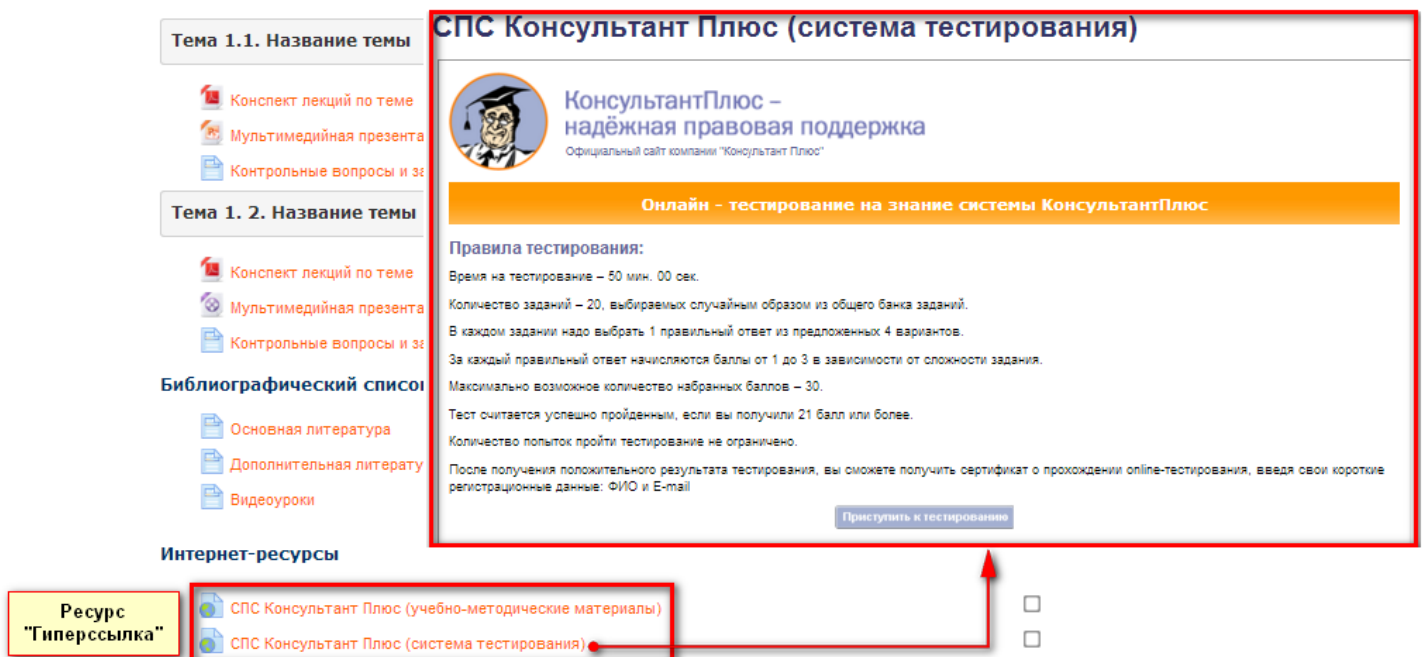 Тема 1.1. Название темы
Конспект лекций по теме
Мультимедийная презента
Контрольные вопросы и за
Тема 1. 2. Название темы
Конспект лекций по теме
Мультимедийная презента
Контрольные вопросы и за
Библиографический список
Основная литература
Дополнительная литерату
Видеоуроки
Интернет-ресурсы
Ресурс
"Гиперссылка"
СПС Консультант Плюс (учебно-методические материалы)
СПС Консультант Плюс (система тестирования)
СПС Консультант Плюс (система тестирования)
КонсультантПлюс –
надёжная правовая поддержка
Официальный сайт компании "Консультант Плюс"
Онлайн - тестирование на знание системы КонсультантПлюс
Правила тестирования:
Время на тестирование – 50 мин. 00 сек.
Количество заданий – 20, выбираемых случайным образом из общего банка заданий.
В каждом задании надо выбрать 1 правильный ответ из предложенных 4 вариантов.
За каждый правильный ответ начисляются баллы от 1 до 3 в зависимости от сложности задания.
Максимально возможное количество набранных баллов – 30.
Тест считается успешно пройденным, если вы получили 21 балл или более.
Количество попыток пройти тестирование не ограничено.
После получения положительного результата тестирования, вы сможете получить сертификат о прохождении online-тестирования, введя свои короткие
регистрационные данные: ФИО и E-mail
Приступить к тестированию